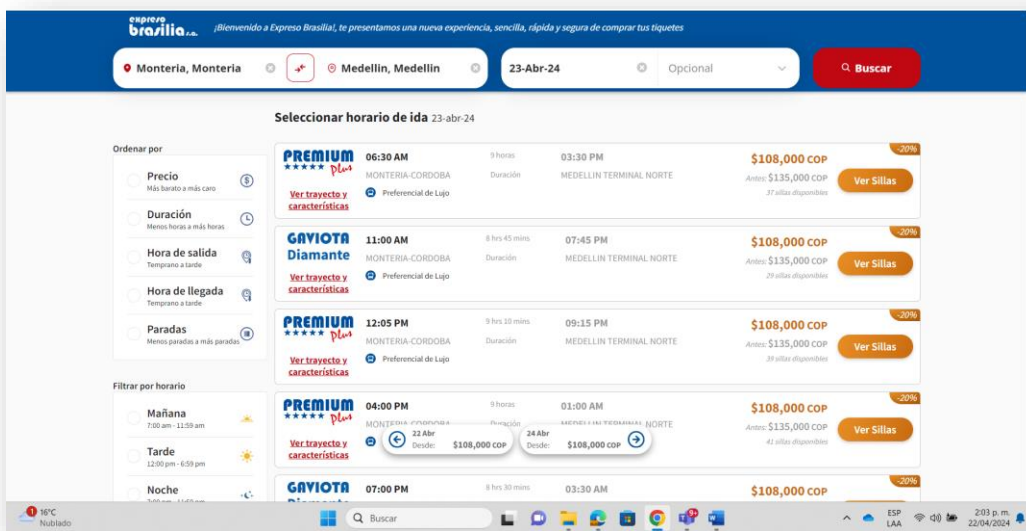 expreso
brasilia S.A.
¡Bienvenido a Expreso Brasilia!, te presentamos una nueva experiencia, sencilla, rápida y segura de comprar tus tiquetes
Monteria, Monteria
Medellin, Medellin
23-Abr-24
Opcional
Buscar
Seleccionar horario de ida 23-abr-24
Ordenar por
Precio
Más barato a más caro
Duración
Menos horas a más horas
Hora de salida
Temprano a tarde
Hora de llegada
Temprano a tarde
Paradas
Menos paradas a más paradas
Filtrar por horario
Mañana
7:00 am - 11:59 am
Tarde
12:00 pm - 6:59 pm
Noche
PREMIUM Plus
Ver trayecto y
características
06:30 AM
MONTERIA-CORDOBA
Preferencial de Lujo
9 horas
Duración
03:30 PM
MEDELLIN TERMINAL NORTE
-20%
$108,000 COP
Antes: $135,000 COP
37 sillas disponibles
Ver Sillas
GAVIOTA
Diamante
Ver trayecto y
características
11:00 AM
MONTERIA-CORDOBA
Preferencial de Lujo
8 hrs 45 mins
Duración
07:45 PM
MEDELLIN TERMINAL NORTE
-20%
$108,000 COP
Antes: $135,000 COP
29 sillas disponibles
Ver Sillas
PREMIUM Plus
Ver trayecto y
características
12:05 PM
MONTERIA-CORDOBA
Preferencial de Lujo
9 hrs 10 mins
Duración
09:15 PM
MEDELLIN TERMINAL NORTE
-20%
$108,000 COP
Antes: $135,000 COP
39 sillas disponibles
Ver Sillas
PREMIUM Plus
Ver trayecto y
características
04:00 PM
MONTERIA-CORDOBA
9 horas
Duración
01:00 AM
MEDELLIN TERMINAL NORTE
-20%
$108,000 COP
Antes: $135,000 COP
41 sillas disponibles
Ver Sillas
22 Abr
Desde: $108,000 COP
24 Abr
Desde: $108,000 COP
GAVIOTA
07:00 PM
8 hrs 30 mins
03:30 AM
-20%
$108,000 COP
1
16°C
Nublado
Buscar
ESP
LAA
2:03 p. m.
22/04/2024